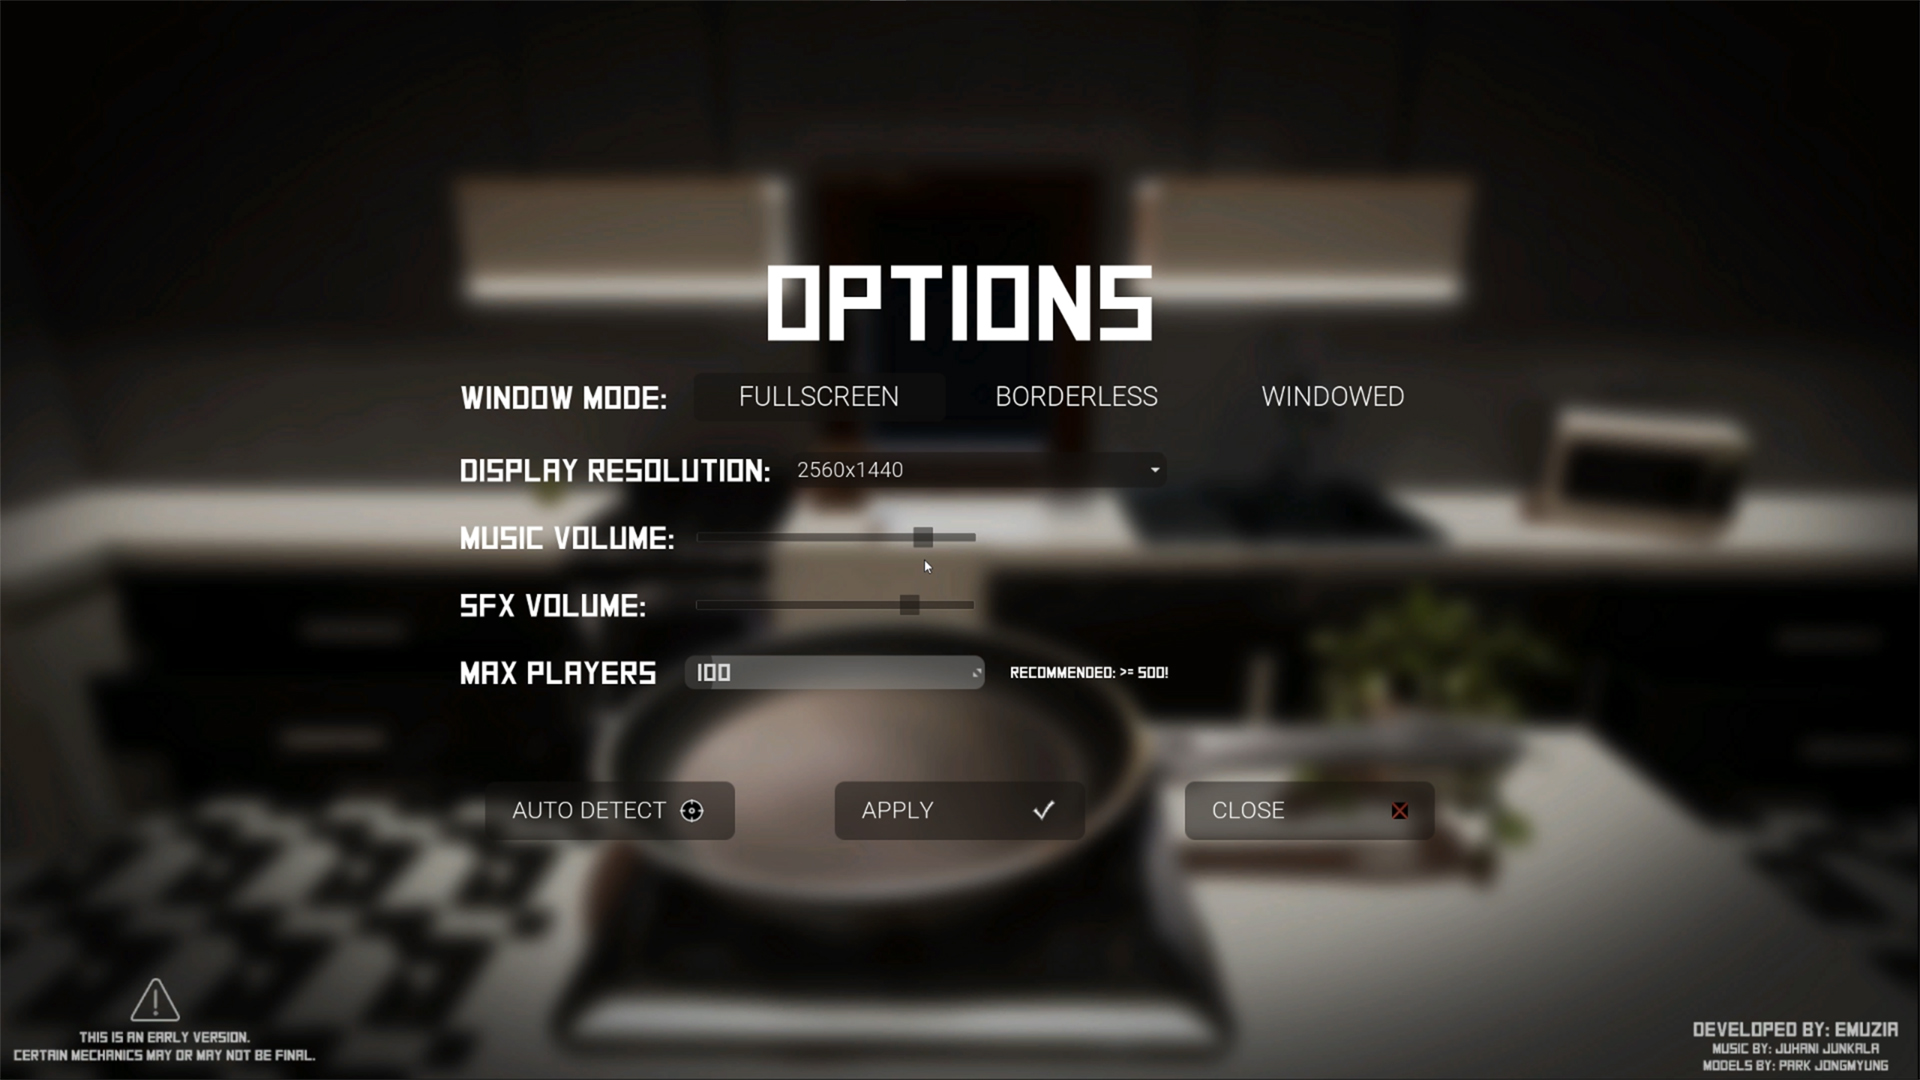 OPTIONS
WINDOW MODE: FULLSCREEN BORDERLESS WINDOWED
DISPLAY RESOLUTION: 2560x1440
MUSIC VOLUME:
SFX VOLUME:
MAX PLAYERS 100 RECOMMENDED: >= 500!
AUTO DETECT APPLY CLOSE
THIS IS AN EARLY VERSION.
CERTAIN MECHANICS MAY OR MAY NOT BE FINAL.
DEVELOPED BY: EMUZIA
MUSIC BY: JUHANI JUNKALA
MODELS BY: PARK JONGMYUNG